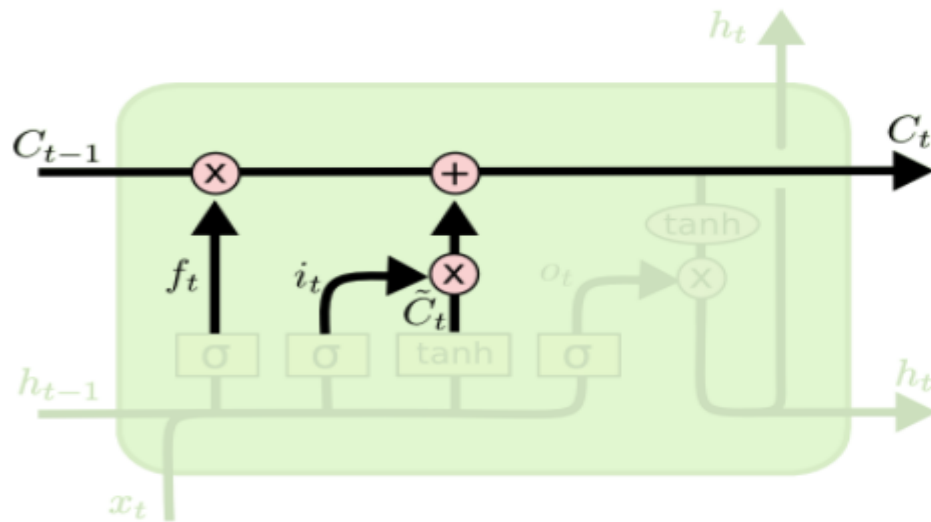 h_t
C_{t-1} × + C_t
tanh
f_t i_t × o_t ×
C̃_t
σ σ tanh σ
h_{t-1} h_t
x_t